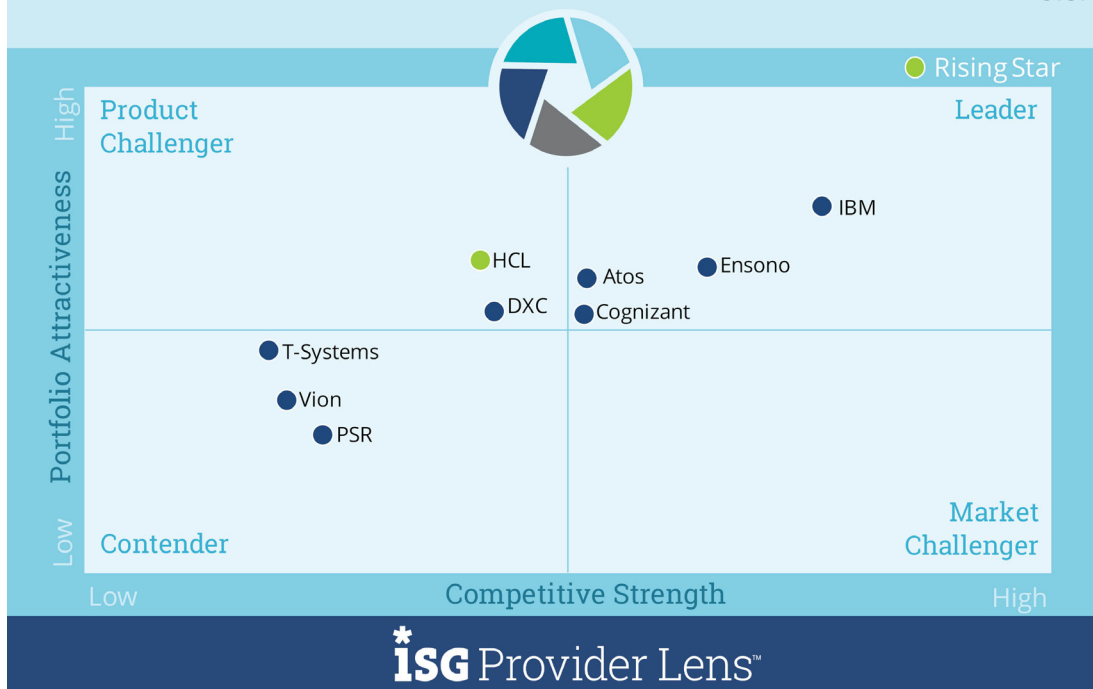 Rising Star
High
Product
Challenger
Leader
Portfolio Attractiveness
IBM
HCL
Ensono
Atos
DXC
Cognizant
T-Systems
Vion
PSR
Low
Contender
Market
Challenger
Low
Competitive Strength
High
*isG Provider Lens™